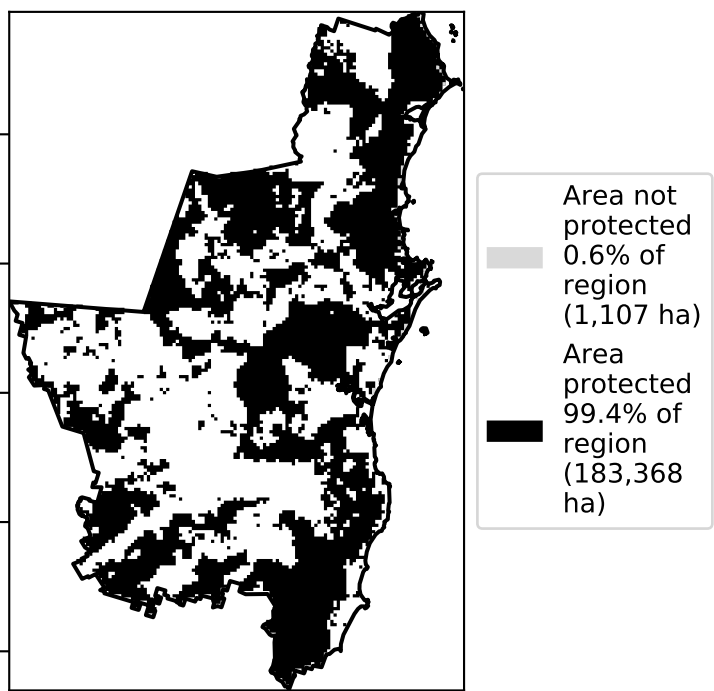 Area not
protected
0.6% of
region
(1,107 ha)
Area
protected
99.4% of
region
(183,368
ha)